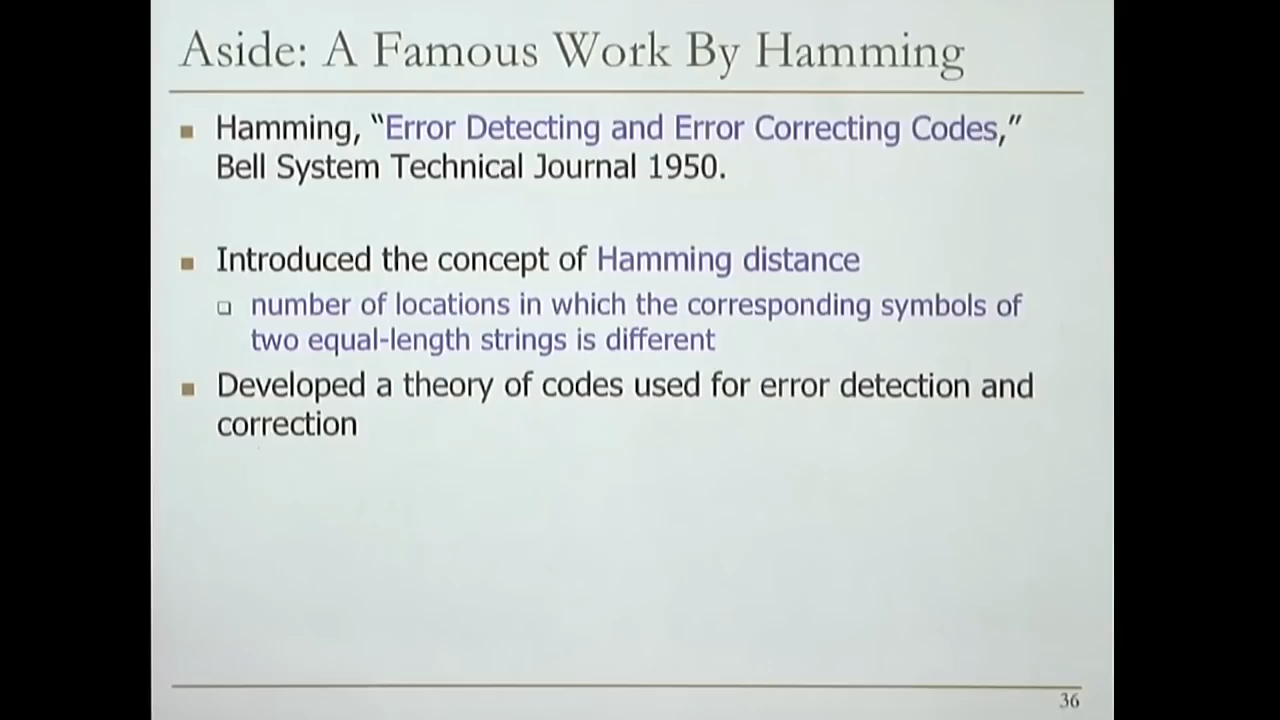 Aside: A Famous Work By Hamming
Hamming, “Error Detecting and Error Correcting Codes,”
Bell System Technical Journal 1950.
Introduced the concept of Hamming distance
number of locations in which the corresponding symbols of
two equal-length strings is different
Developed a theory of codes used for error detection and
correction
36